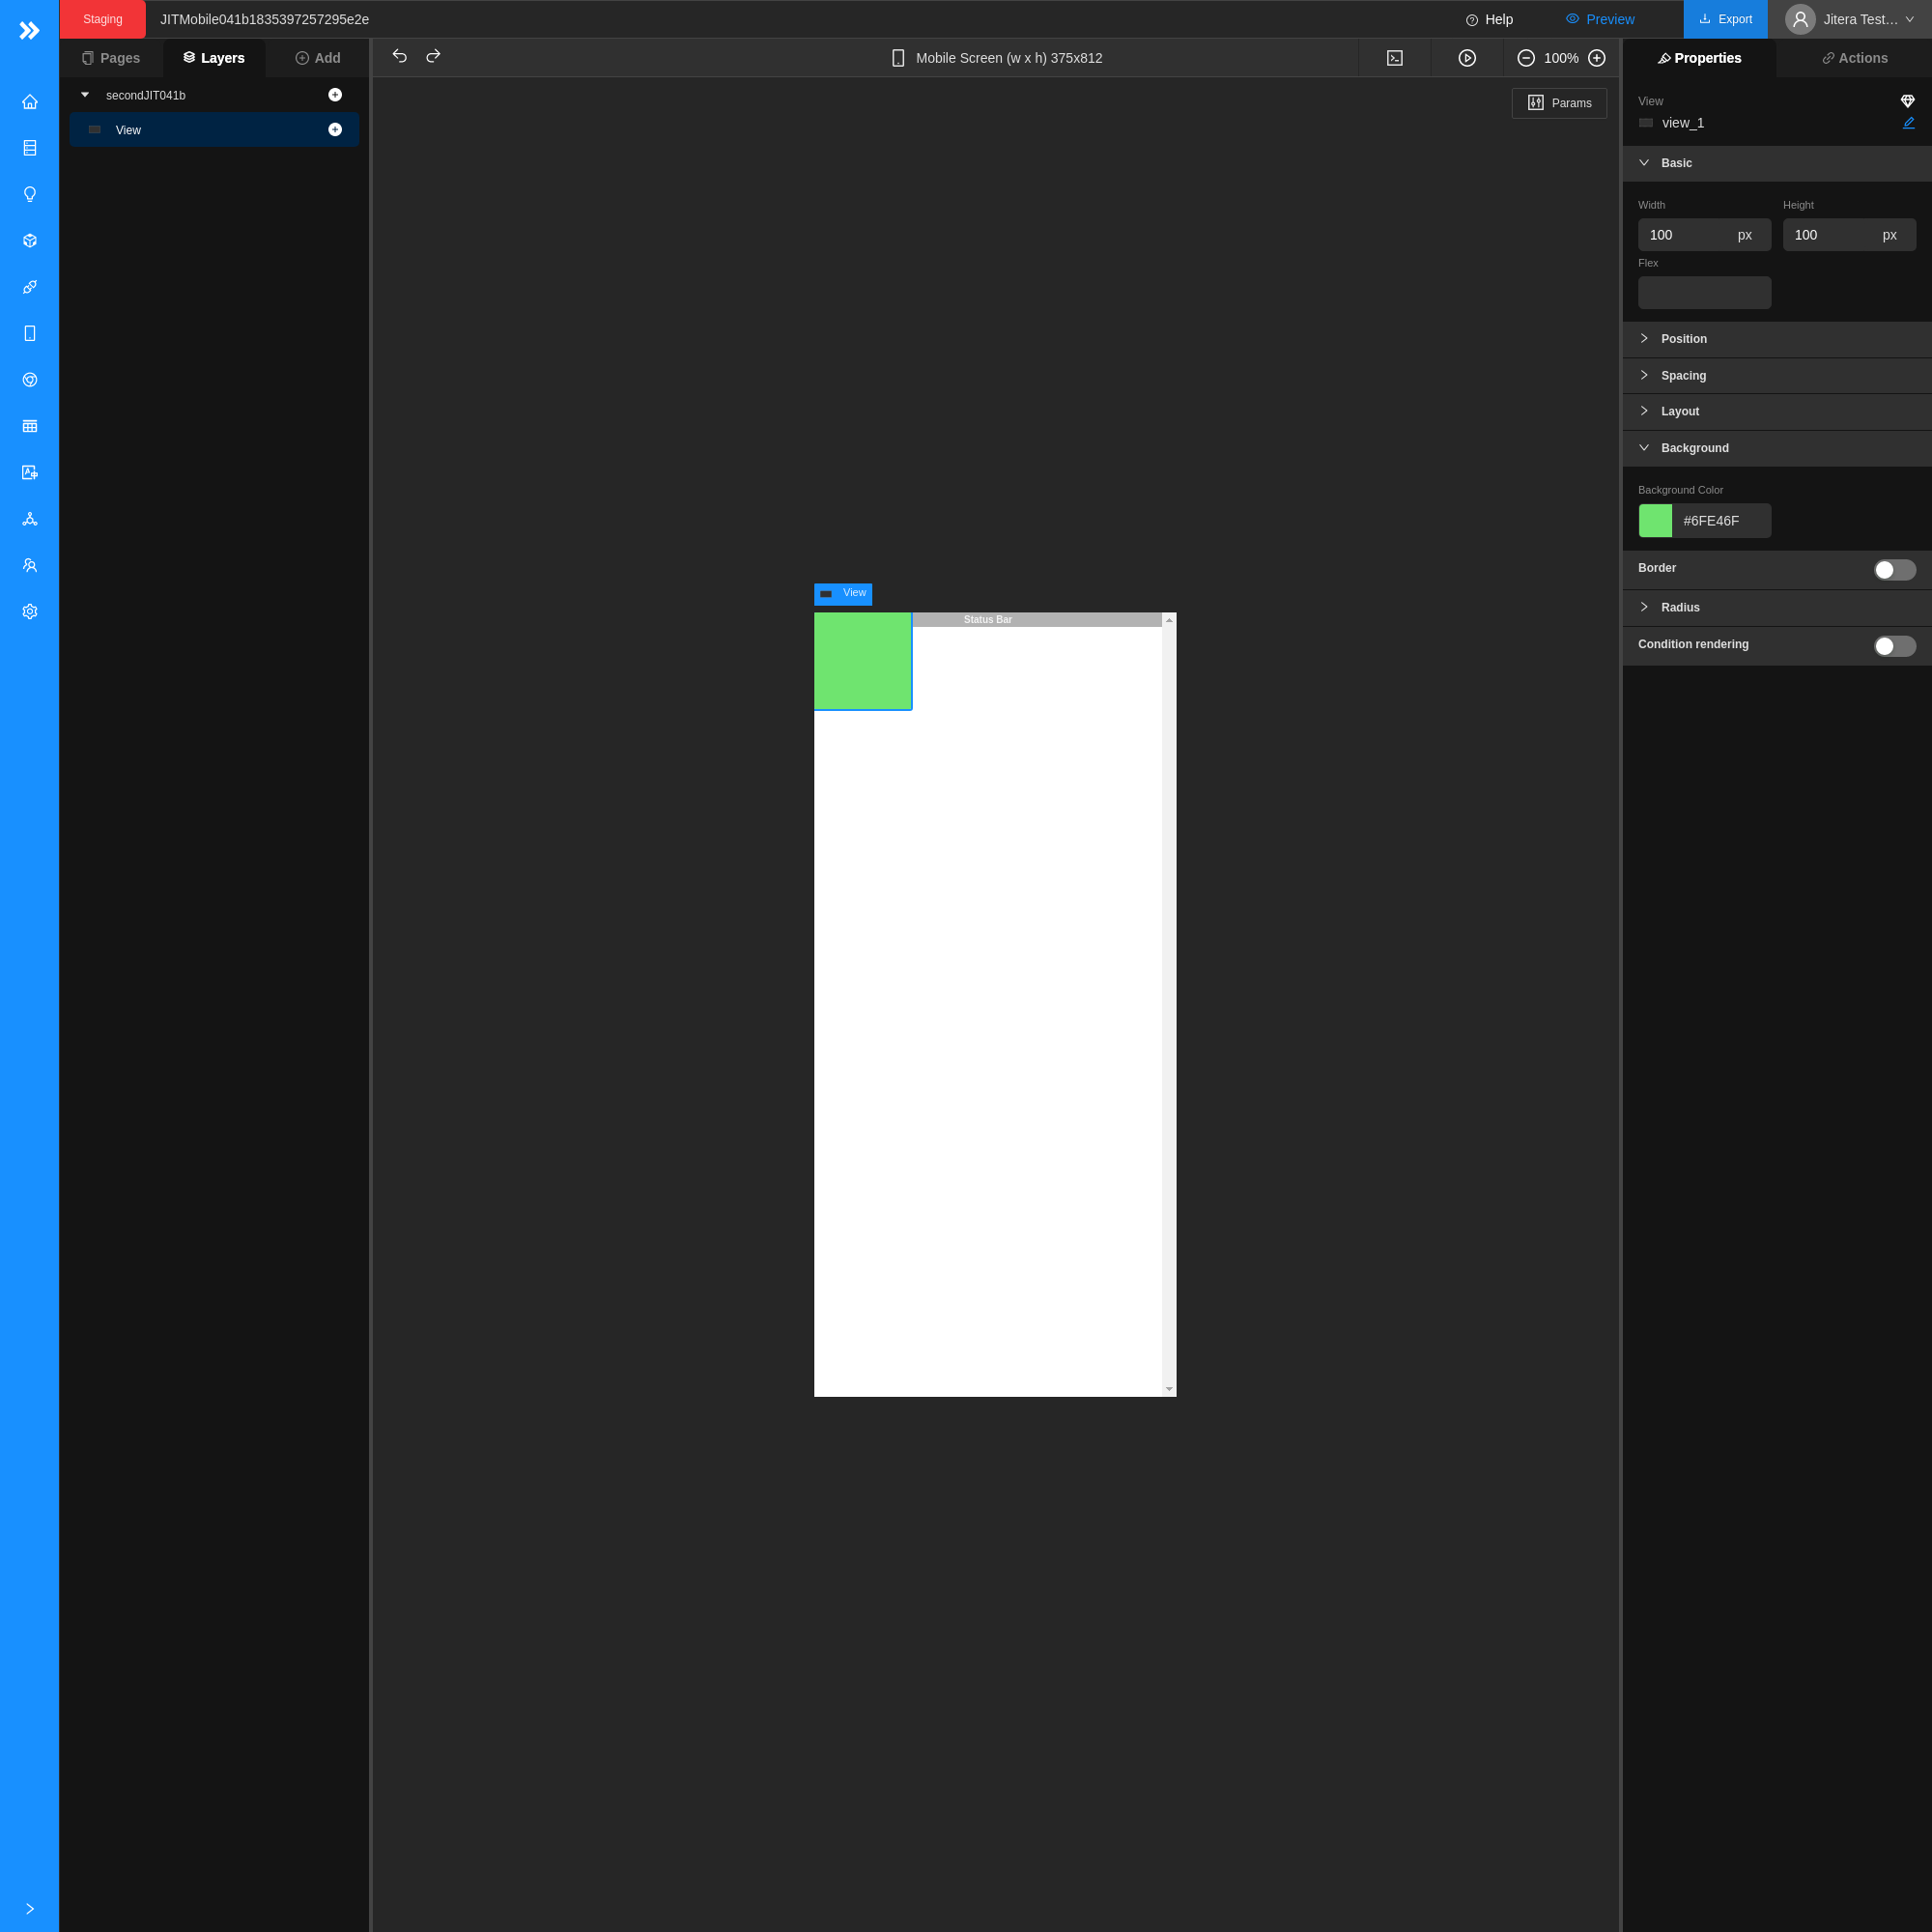 Staging
JITMobile041b1835397257295e2e
Help
Preview
Export
Jitera Test...
Pages
Layers
Add
Mobile Screen (w x h) 375x812
100%
Properties
Actions
secondJIT041b
View
Params
View
view_1
Basic
Width
Height
100 px
100 px
Flex
Position
Spacing
Layout
Background
Background Color
#6FE46F
Border
Radius
Condition rendering
View
Status Bar